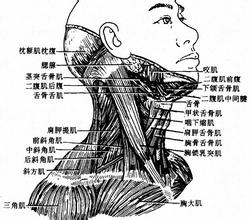 枕额肌枕腹
腮腺
茎突舌骨肌
二腹肌后腹
舌骨舌肌
肩胛提肌
前斜角肌
中斜角肌
后斜角肌
斜方肌
三角肌
咬肌
二腹肌前腹
下颌舌骨肌
二腹肌中间腱
舌骨
甲状舌骨肌
咽下缩肌
肩胛舌骨肌
胸骨舌骨肌
胸锁乳突肌
胸大肌